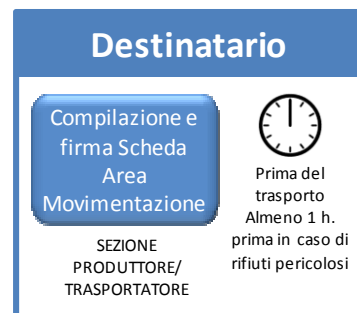 Destinatario
Compilazione e
firma Scheda
Area
Movimentazione
SEZIONE
PRODUTTORE/
TRASPORTATORE
Prima del
trasporto
Almeno 1 h.
prima in caso di
rifiuti pericolosi